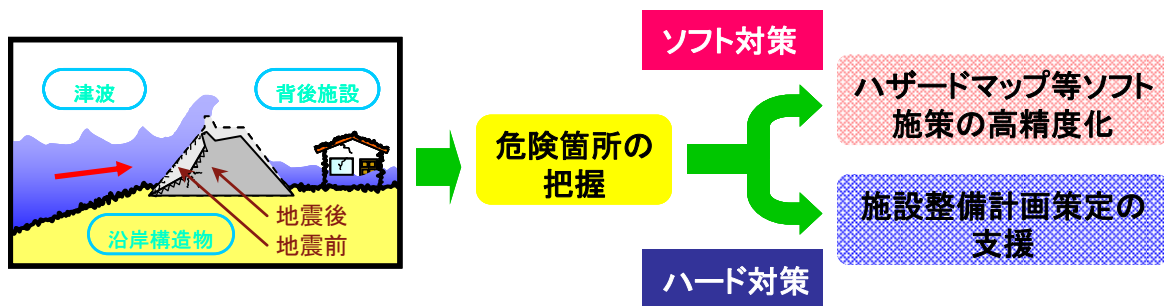 津波
背後施設
地震後
地震前
沿岸構造物
危険箇所の
把握
ソフト対策
ハザードマップ等ソフト
施策の高精度化
施設整備計画策定の
支援
ハード対策